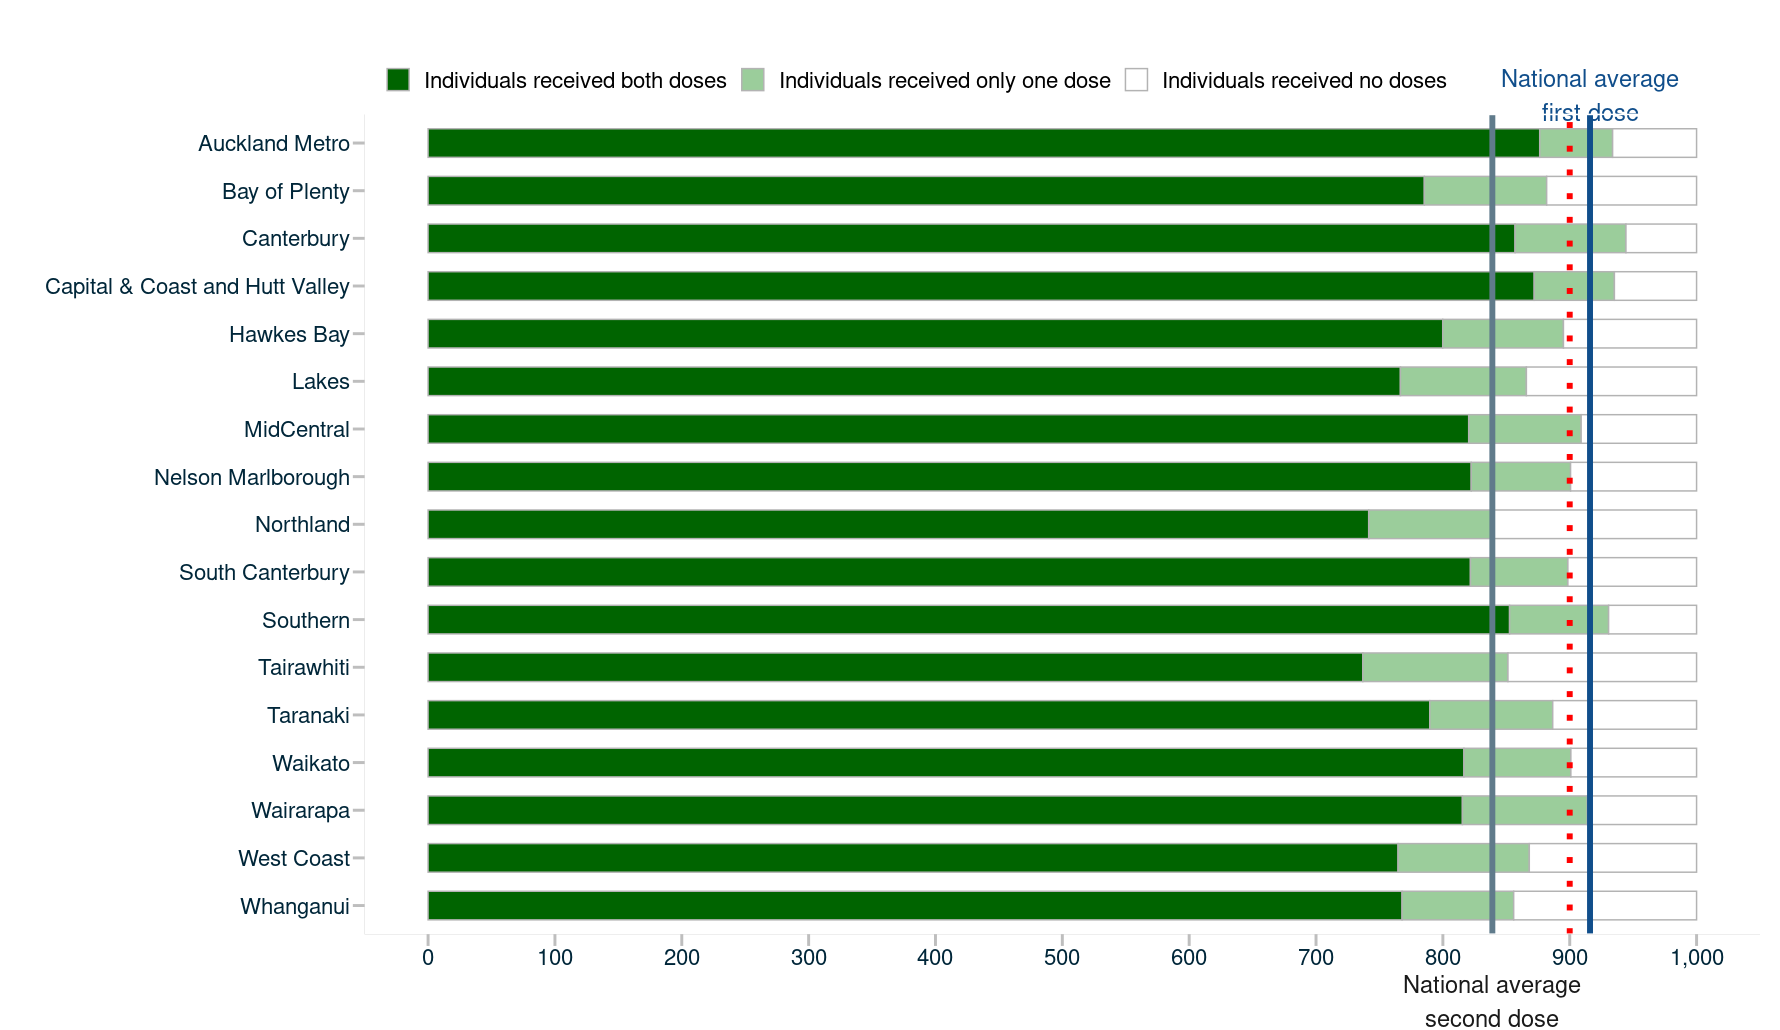 Individuals received both doses Individuals received only one dose Individuals received no doses
National average
first dose
Auckland Metro
Bay of Plenty
Canterbury
Capital & Coast and Hutt Valley
Hawkes Bay
Lakes
MidCentral
Nelson Marlborough
Northland
South Canterbury
Southern
Tairawhiti
Taranaki
Waikato
Wairarapa
West Coast
Whanganui
0 100 200 300 400 500 600 700 800 900 1,000
National average
second dose